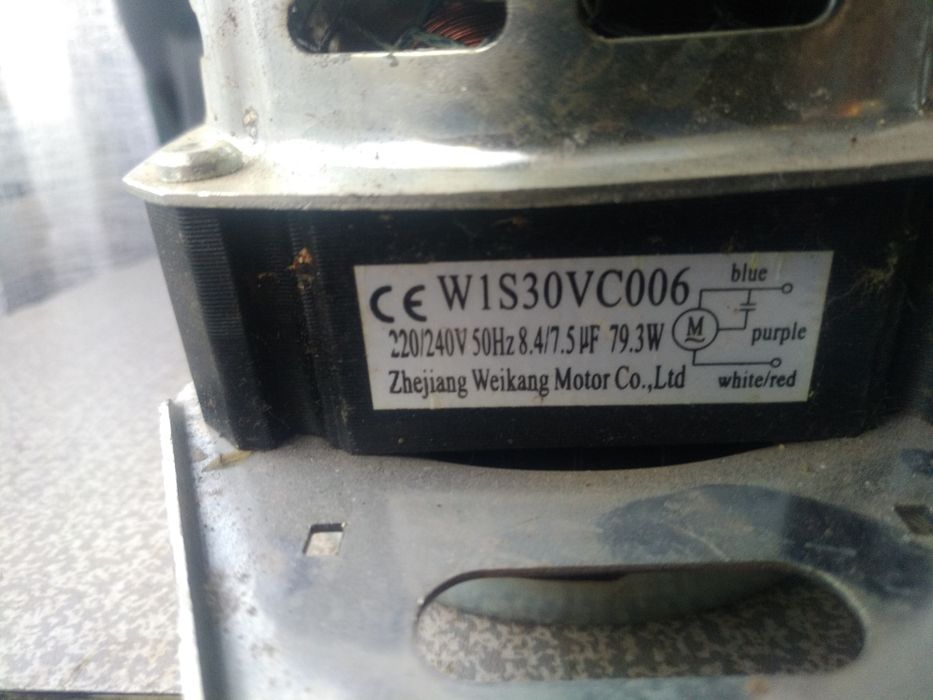 CE W1S30VC006
220/240V 50Hz 8.4/7.5 µF 79.3W
Zhejiang Weikang Motor Co.,Ltd
blue
M
purple
white/red